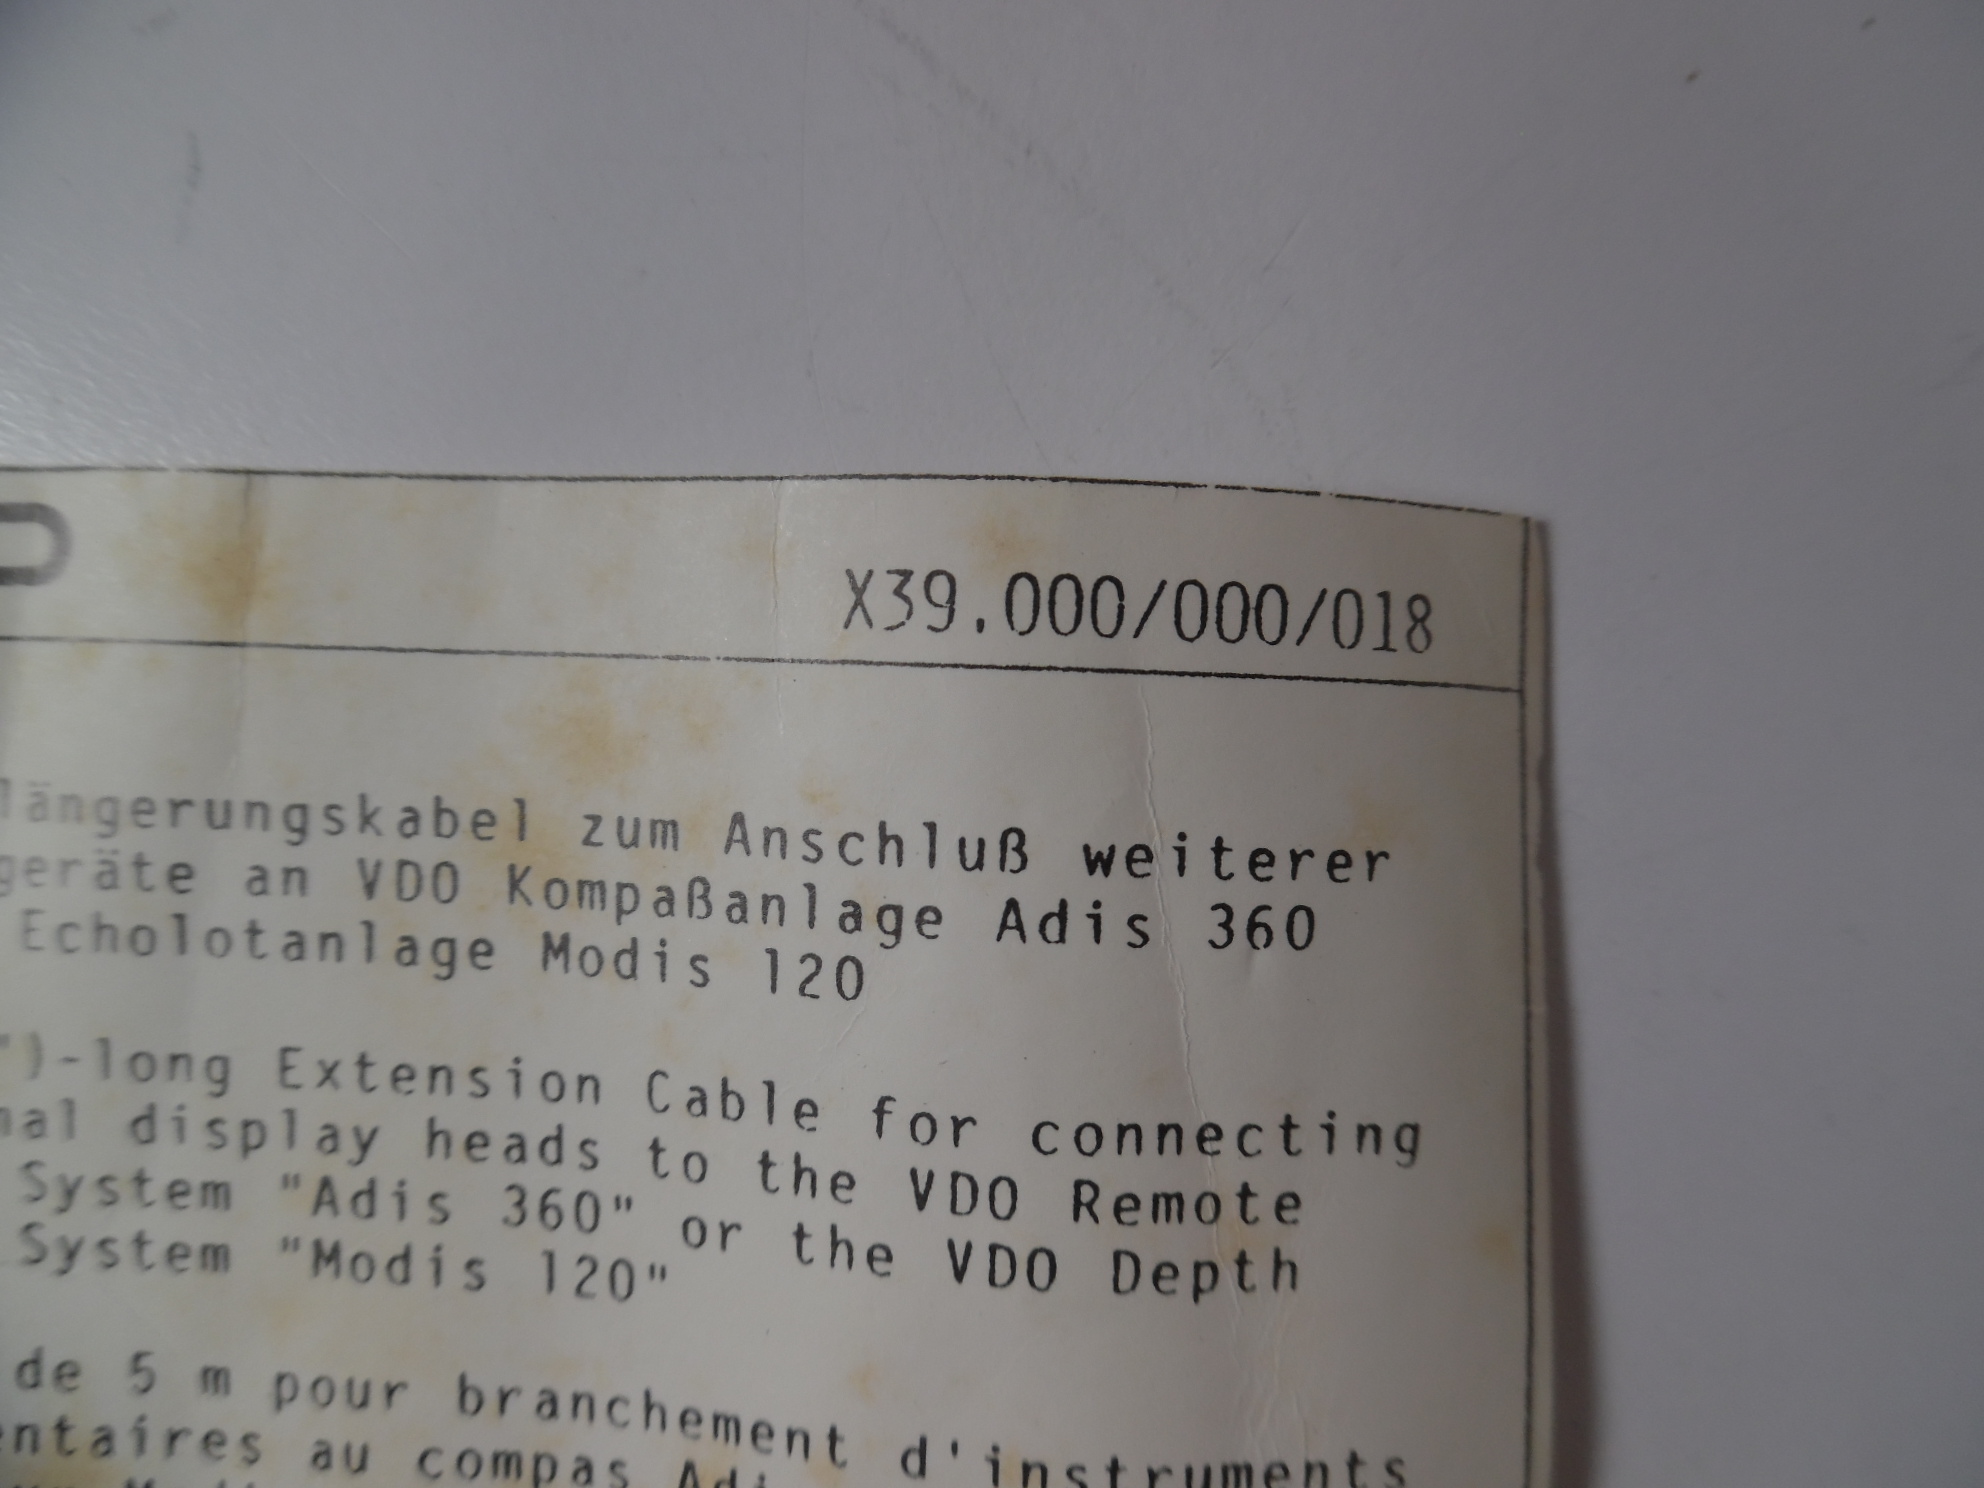 X39.000/000/018
längerungskabel zum Anschluß weiterer
geräte an VDO Kompaßanlage Adis 360
Echolotanlage Modis 120
")-long Extension Cable for connecting
nal display heads to the VDO Remote
System "Adis 360" or the VDO Depth
System "Modis 120"
de 5 m pour branchement d'instruments
entaires au compas Adi